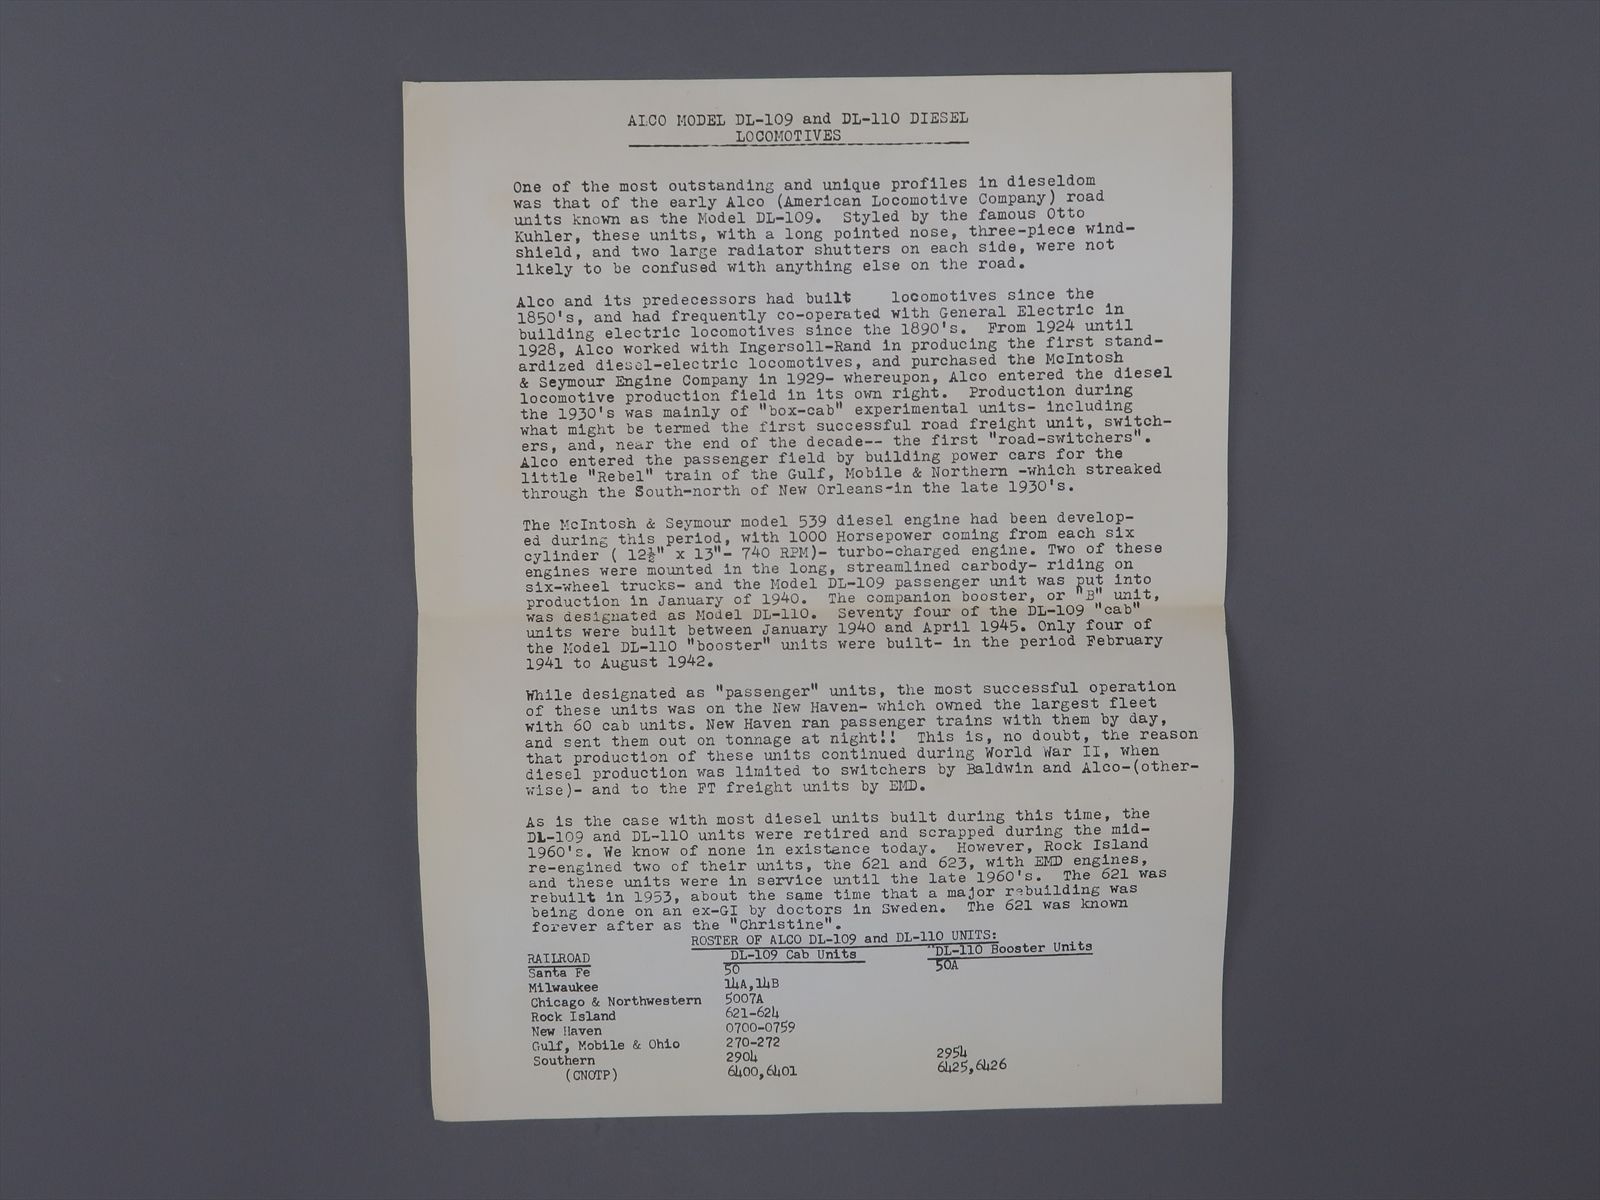 ALCO MODEL DL-109 and DL-110 DIESEL
LOCOMOTIVES
One of the most outstanding and unique profiles in dieseldom
was that of the early Alco (American Locomotive Company) road
units known as the Model DL-109. Styled by the famous Otto
Kuhler, these units, with a long pointed nose, three-piece wind-
shield, and two large radiator shutters on each side, were not
likely to be confused with anything else on the road.
Alco and its predecessors had built locomotives since the
1850's, and had frequently co-operated with General Electric in
building electric locomotives since the 1890's. From 1924 until
1928, Alco worked with Ingersoll-Rand in producing the first stand-
ardized diesel-electric locomotives, and purchased the McIntosh
& Seymour Engine Company in 1929- whereupon, Alco entered the diesel
locomotive production field in its own right. Production during
the 1930's was mainly of "box-cab" experimental units- including
what might be termed the first successful road freight unit, switch-
ers, and, near the end of the decade-- the first "road-switchers".
Alco entered the passenger field by building power cars for the
little "Rebel" train of the Gulf, Mobile & Northern -which streaked
through the South-north of New Orleans-in the late 1930's.
The McIntosh & Seymour model 539 diesel engine had been develop-
ed during this period, with 1000 Horsepower coming from each six
cylinder ( 12½" x 13"- 740 RPM)- turbo-charged engine. Two of these
engines were mounted in the long, streamlined carbody- riding on
six-wheel trucks- and the Model DL-109 passenger unit was put into
production in January of 1940. The companion booster, or "B" unit,
was designated as Model DL-110. Seventy four of the DL-109 "cab"
units were built between January 1940 and April 1945. Only four of
the Model DL-110 "booster" units were built- in the period February
1941 to August 1942.
While designated as "passenger" units, the most successful operation
of these units was on the New Haven- which owned the largest fleet
with 60 cab units. New Haven ran passenger trains with them by day,
and sent them out on tonnage at night!! This is, no doubt, the reason
that production of these units continued during World War II, when
diesel production was limited to switchers by Baldwin and Alco-(other-
wise)- and to the FT freight units by EMD.
As is the case with most diesel units built during this time, the
DL-109 and DL-110 units were retired and scrapped during the mid-
1960's. We know of none in existence today. However, Rock Island
re-engined two of their units, the 621 and 623, with EMD engines,
and these units were in service until the late 1960's. The 621 was
rebuilt in 1953, about the same time that a major rebuilding was
being done on an ex-GI by doctors in Sweden. The 621 was known
forever after as the "Christine".
ROSTER OF ALCO DL-109 and DL-110 UNITS:
RAILROAD DL-109 Cab Units DL-110 Booster Units
Santa Fe 50 50A
Milwaukee 14A,14B
Chicago & Northwestern 5007A
Rock Island 621-624
New Haven 0700-0759
Gulf, Mobile & Ohio 270-272
Southern 2904 2954
(CNOTP) 6400,6401 6425,6426